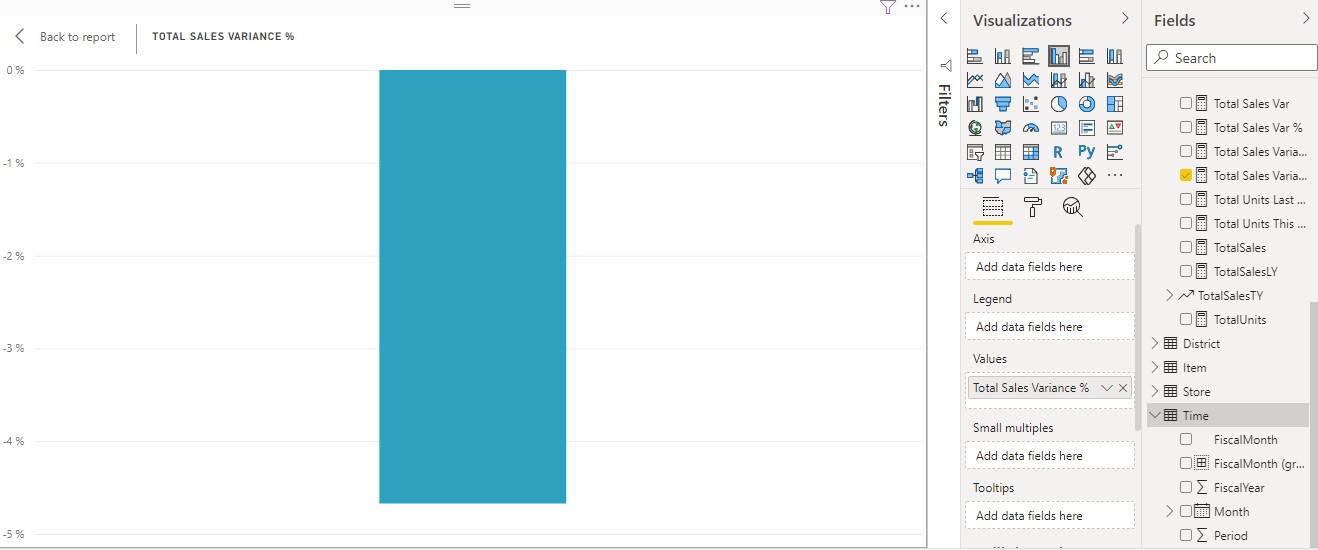 Back to report
TOTAL SALES VARIANCE %
0 %
-1 %
-2 %
-3 %
-4 %
-5 %
Filters
Visualizations
R
Py
123
Axis
Add data fields here
Legend
Add data fields here
Values
Total Sales Variance %
Small multiples
Add data fields here
Tooltips
Add data fields here
Fields
Search
Total Sales Var
Total Sales Var %
Total Sales Varia...
Total Sales Varia...
Total Units Last ...
Total Units This ...
TotalSales
TotalSalesLY
TotalSalesTY
TotalUnits
District
Item
Store
Time
FiscalMonth
FiscalMonth (gr...
FiscalYear
Month
Period